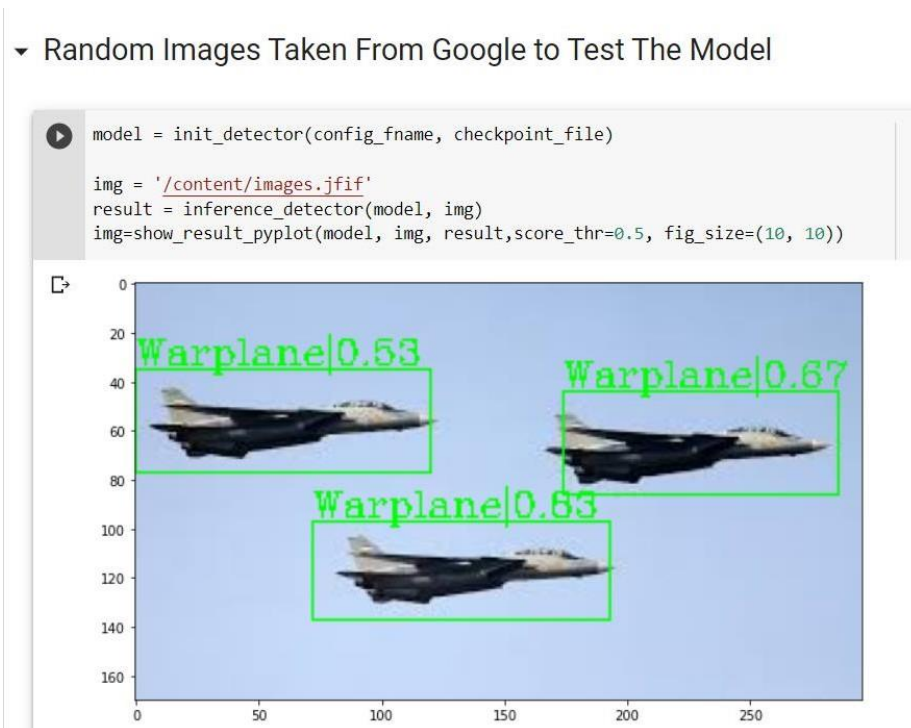 Random Images Taken From Google to Test The Model
model = init_detector(config_fname, checkpoint_file)
img = '/content/images.jfif'
result = inference_detector(model, img)
img=show_result_pyplot(model, img, result,score_thr=0.5, fig_size=(10, 10))
0
20
Warplane|0.53
40
Warplane|0.67
60
80
Warplane|0.83
100
120
140
160
0 50 100 150 200 250